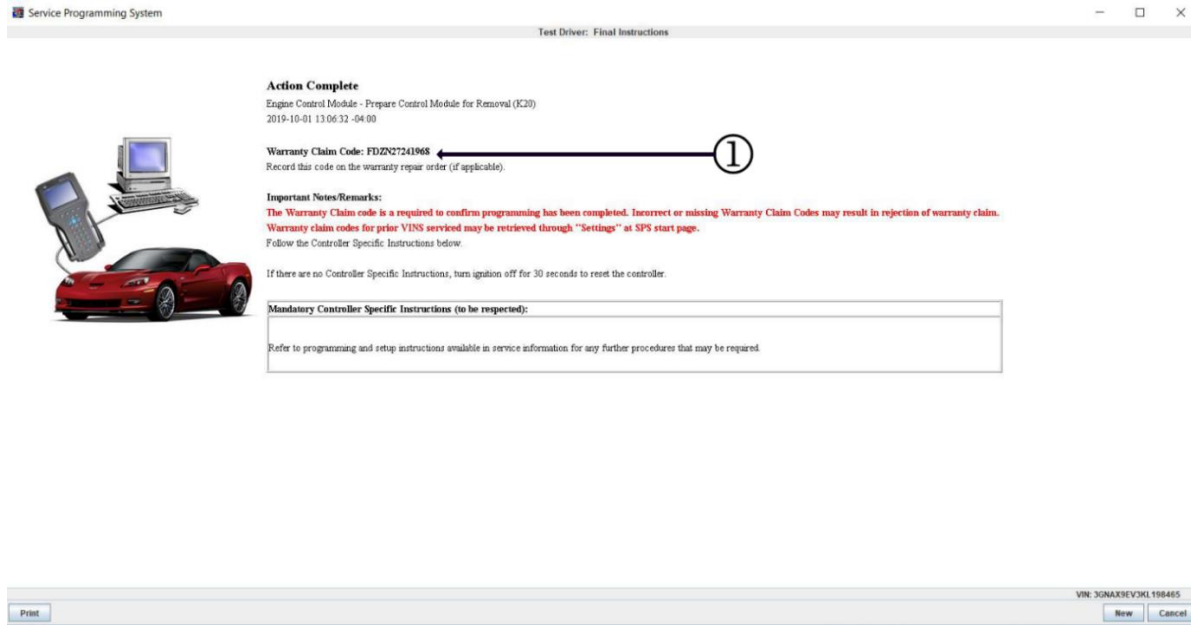 Service Programming System
Test Driver: Final Instructions
Action Complete
Engine Control Module - Prepare Control Module for Removal (K20)
2019-10-01 13:06:32 -04:00
Warranty Claim Code: FDZN27241968
1
Record this code on the warranty repair order (if applicable).
Important Notes/Remarks:
The Warranty Claim code is a required to confirm programming has been completed. Incorrect or missing Warranty Claim Codes may result in rejection of warranty claim.
Warranty claim codes for prior VINS serviced may be retrieved through "Settings" at SPS start page.
Follow the Controller Specific Instructions below.
If there are no Controller Specific Instructions, turn ignition off for 30 seconds to reset the controller.
Mandatory Controller Specific Instructions (to be respected):
Refer to programming and setup instructions available in service information for any further procedures that may be required.
VIN: 3GNAX9EV3KL198465
Print
New
Cancel